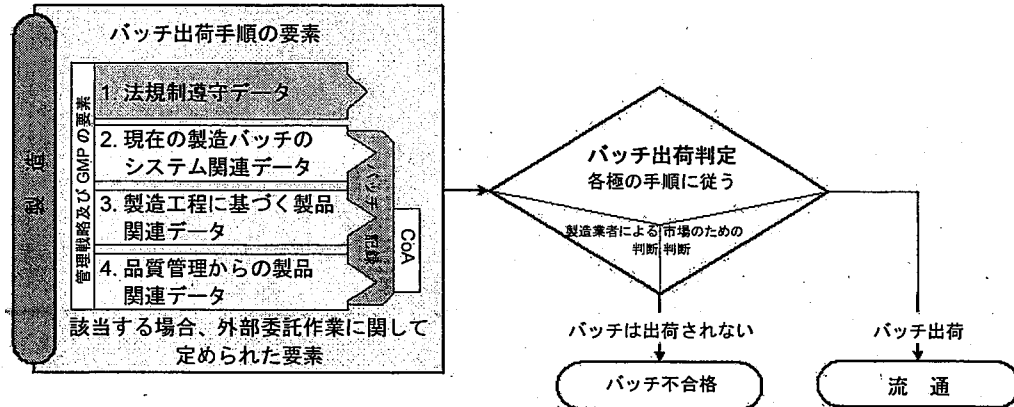 製　造
バッチ出荷手順の要素
管理戦略及び GMP の要素
1. 法規制遵守データ
2. 現在の製造バッチの
システム関連データ
3. 製造工程に基づく製品
関連データ
4. 品質管理からの製品
関連データ
バッチ記録
CoA
該当する場合、外部委託作業に関して
定められた要素
バッチ出荷判定
各極の手順に従う
製造業者による
判断
市場のための
判断
バッチは出荷されない
バッチ出荷
バッチ不合格
流　通